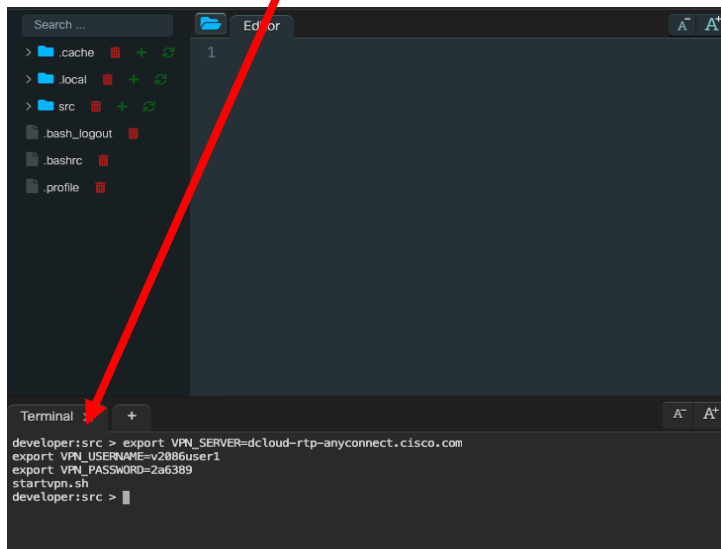 Search ...
Editor
A-
A+
> .cache
> .local
> src
.bash_logout
.bashrc
.profile
1
Terminal
+
A-
A+
developer:src > export VPN_SERVER=dcloud-rtp-anyconnect.cisco.com
export VPN_USERNAME=v2086user1
export VPN_PASSWORD=2a6389
startvpn.sh
developer:src >